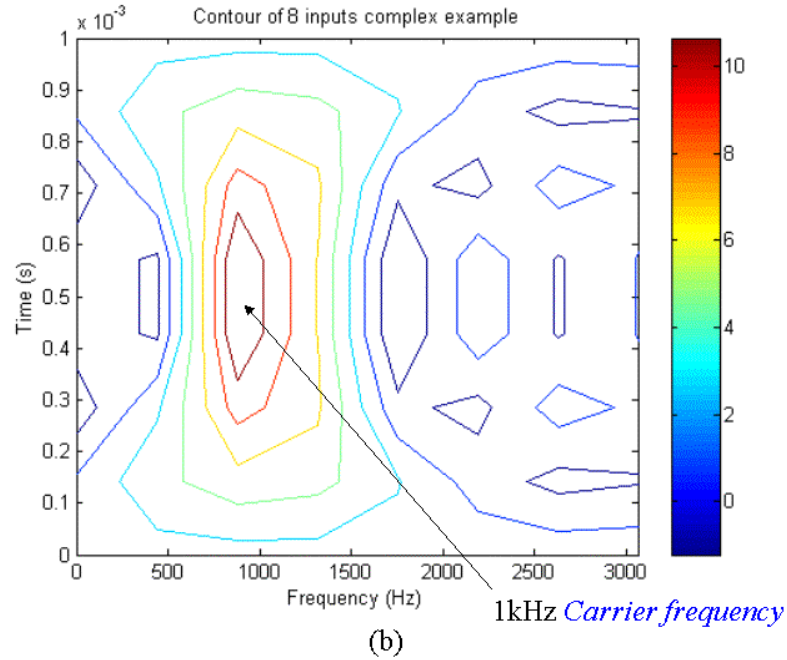 x 10⁻³
Contour of 8 inputs complex example
1
0.9
0.8
0.7
0.6
0.5
0.4
0.3
0.2
0.1
0
Time (s)
0 500 1000 1500 2000 2500 3000
Frequency (Hz)
10
8
6
4
2
0
1kHz Carrier frequency
(b)